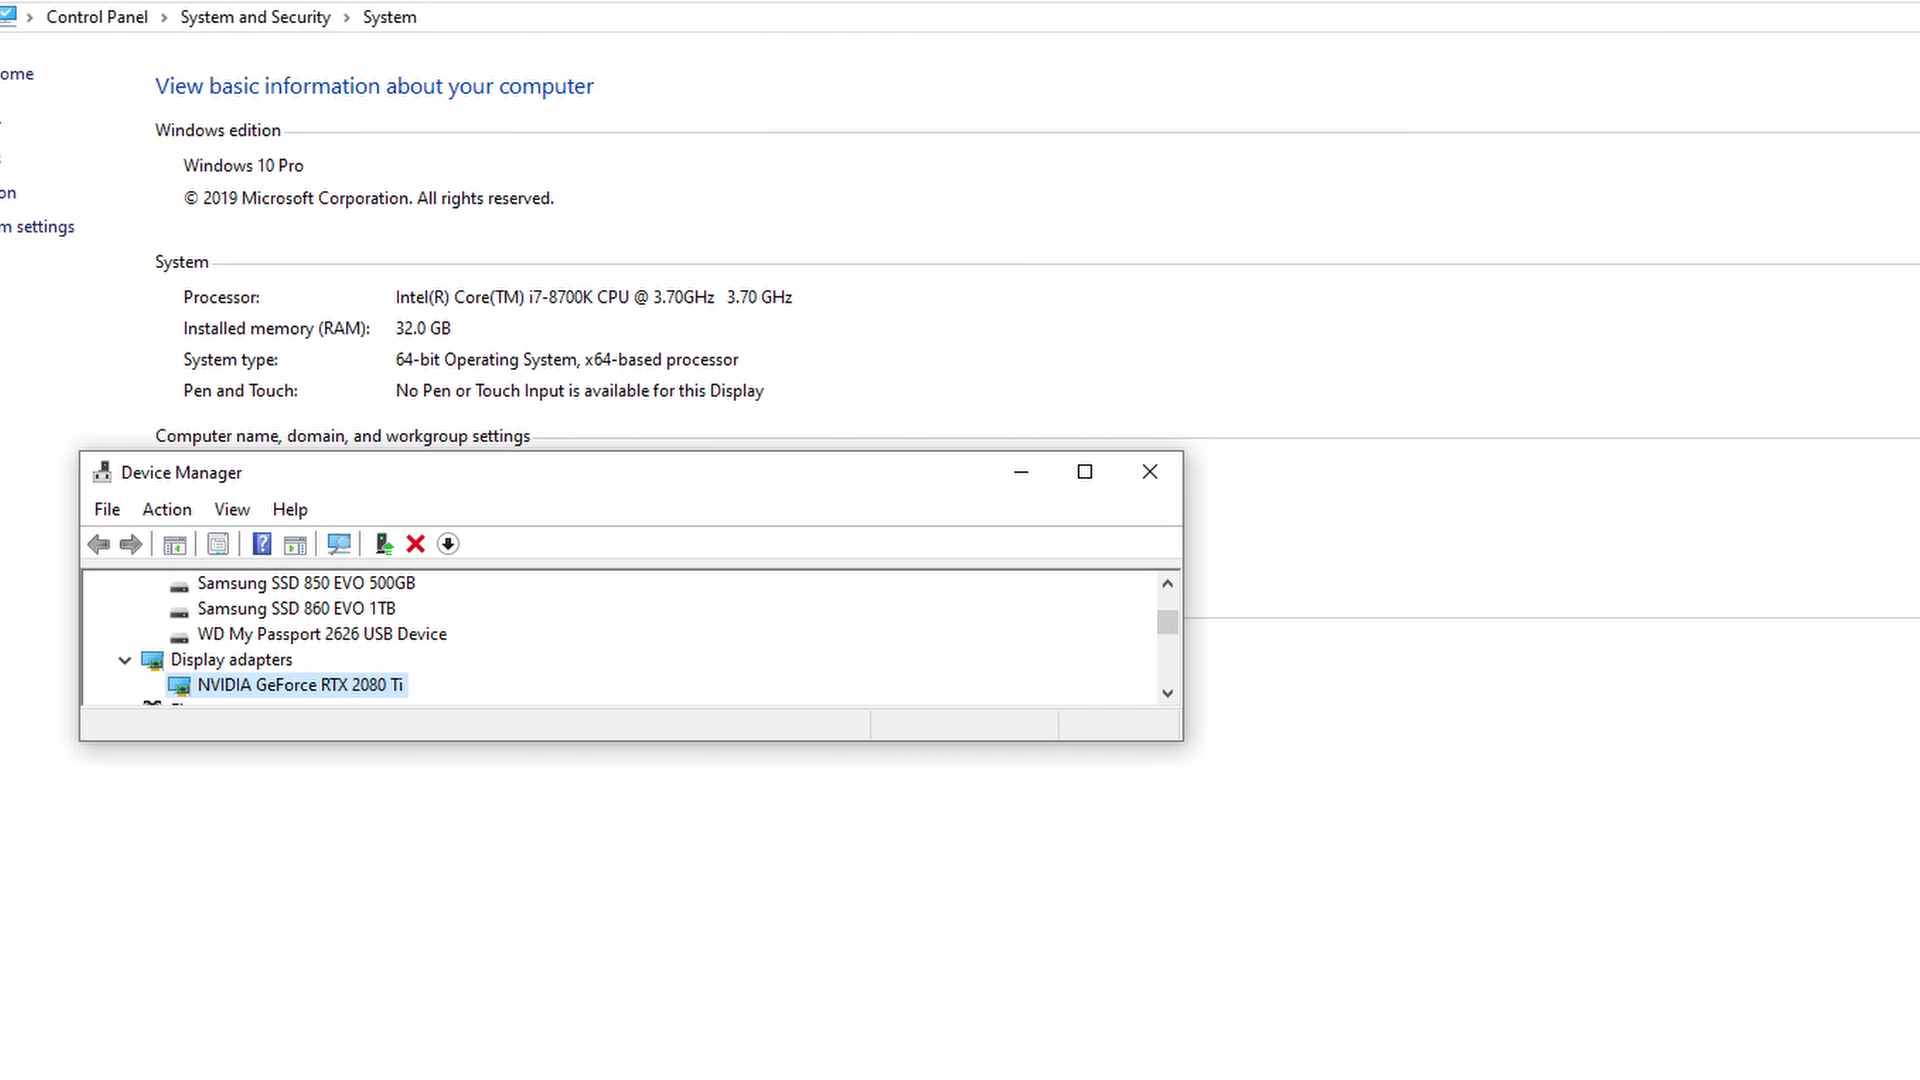 Control Panel > System and Security > System
ome
on
m settings
View basic information about your computer
Windows edition
Windows 10 Pro
© 2019 Microsoft Corporation. All rights reserved.
System
Processor: Intel(R) Core(TM) i7-8700K CPU @ 3.70GHz 3.70 GHz
Installed memory (RAM): 32.0 GB
System type: 64-bit Operating System, x64-based processor
Pen and Touch: No Pen or Touch Input is available for this Display
Computer name, domain, and workgroup settings
Device Manager
File Action View Help
Samsung SSD 850 EVO 500GB
Samsung SSD 860 EVO 1TB
WD My Passport 2626 USB Device
Display adapters
NVIDIA GeForce RTX 2080 Ti